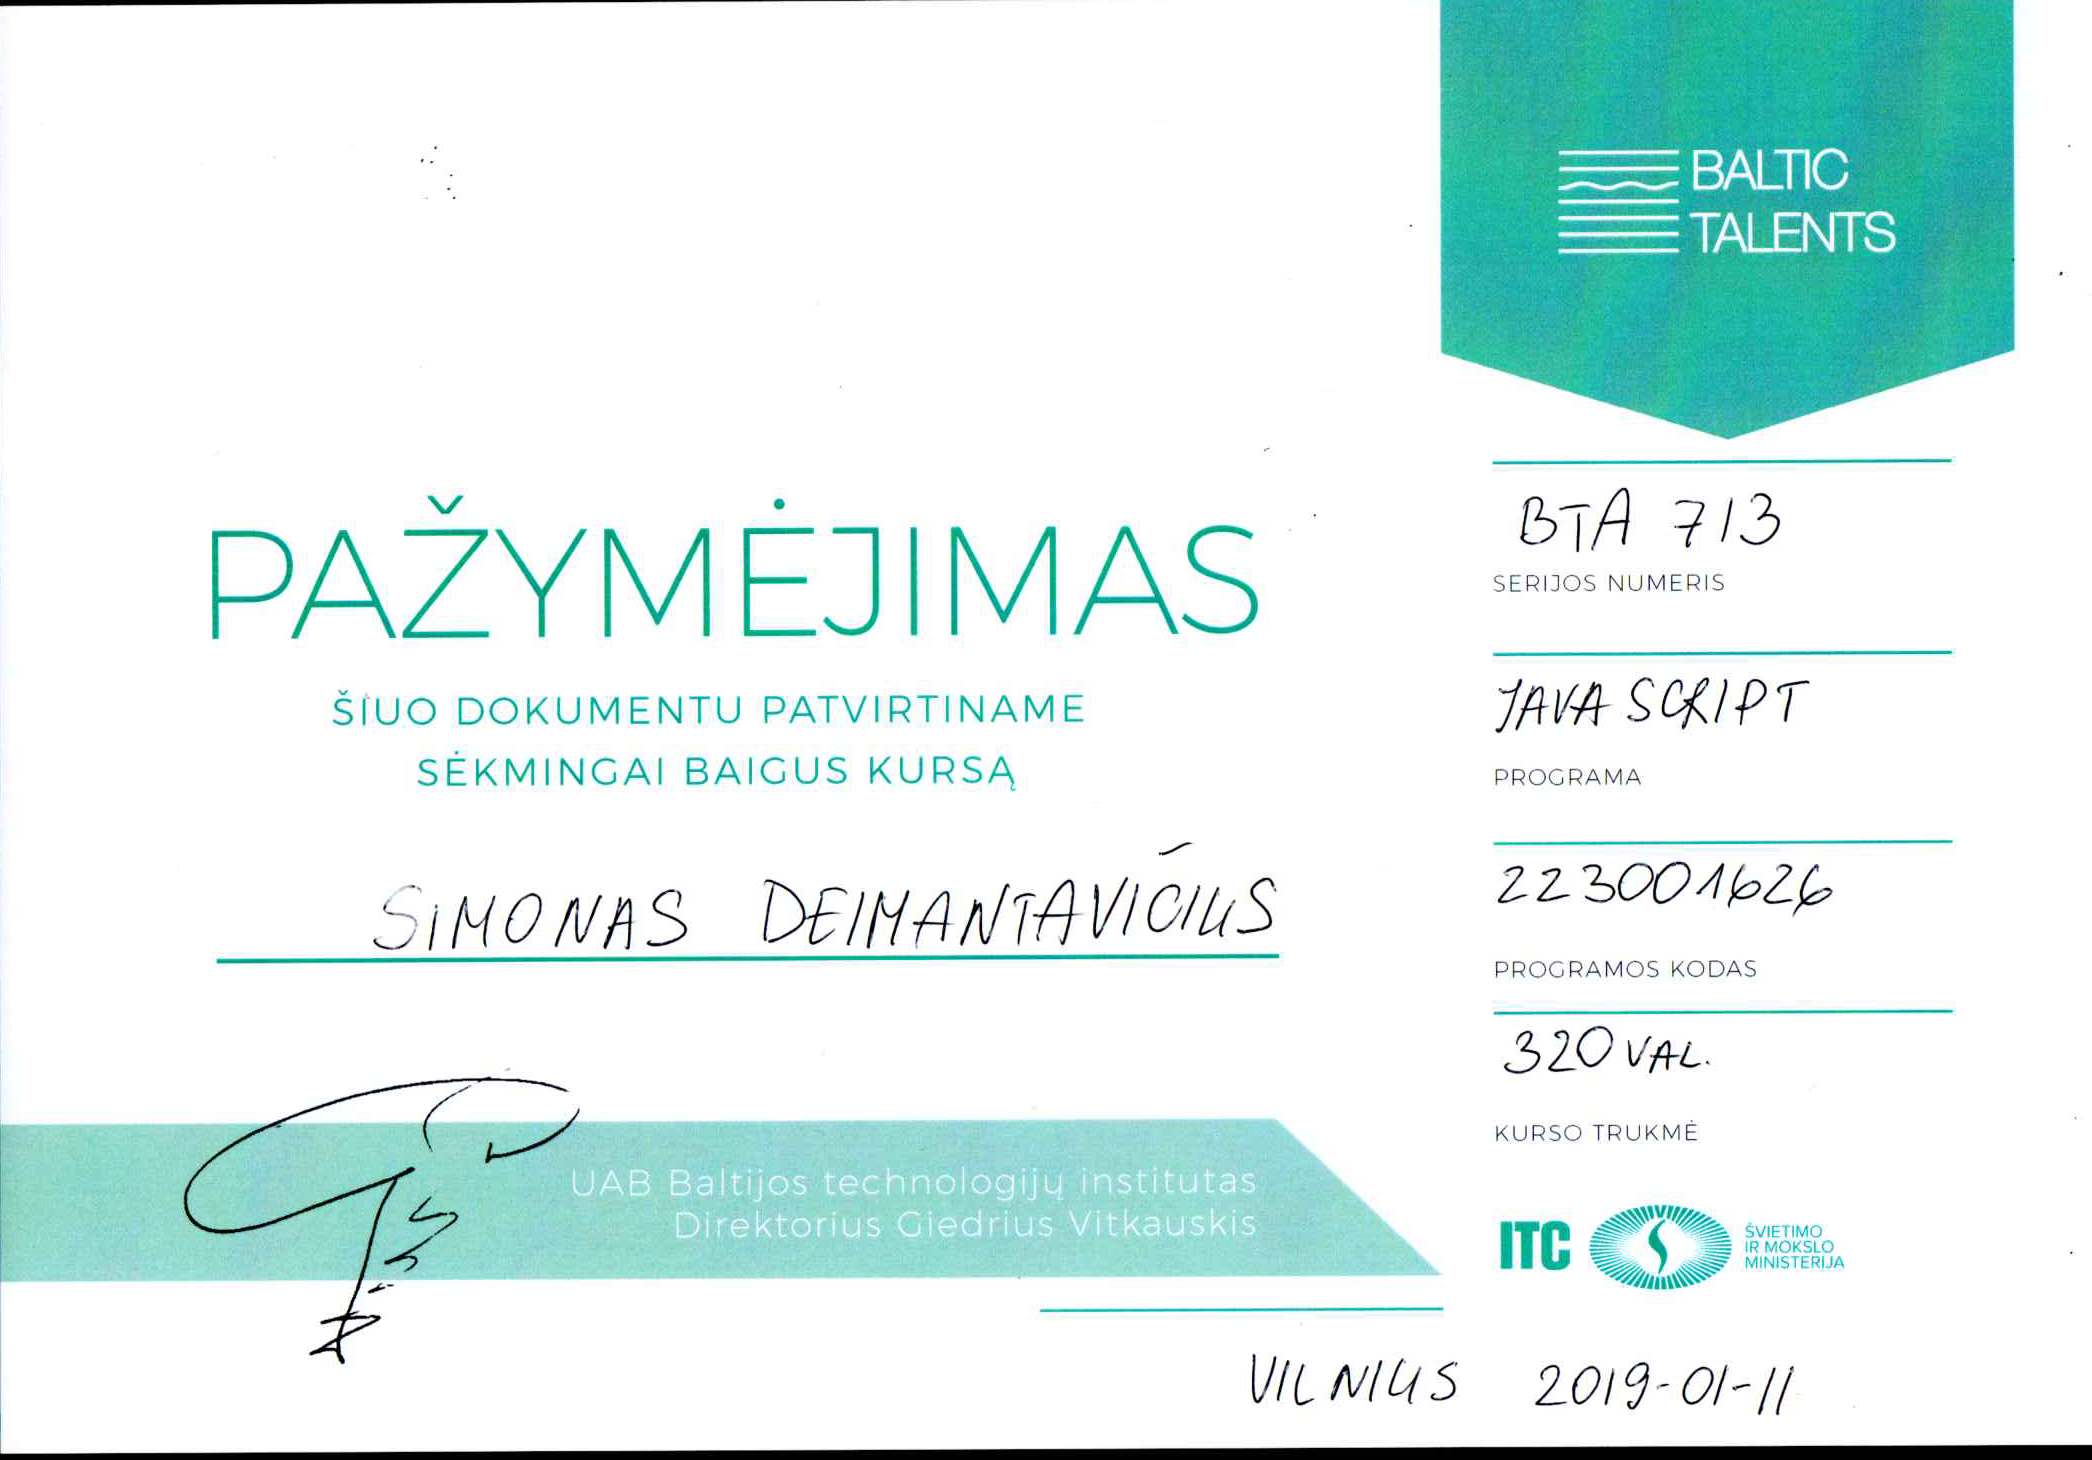 BALTIC
TALENTS
PAŽYMĖJIMAS
ŠIUO DOKUMENTU PATVIRTINAME
SĖKMINGAI BAIGUS KURSĄ
SIMONAS DEIMANTAVIČIUS
UAB Baltijos technologijų institutas
Direktorius Giedrius Vitkauskis
BTA 713
SERIJOS NUMERIS
JAVA SCRIPT
PROGRAMA
223001626
PROGRAMOS KODAS
320 VAL.
KURSO TRUKMĖ
ITC
ŠVIETIMO
IR MOKSLO
MINISTERIJA
VILNIUS 2019-01-11